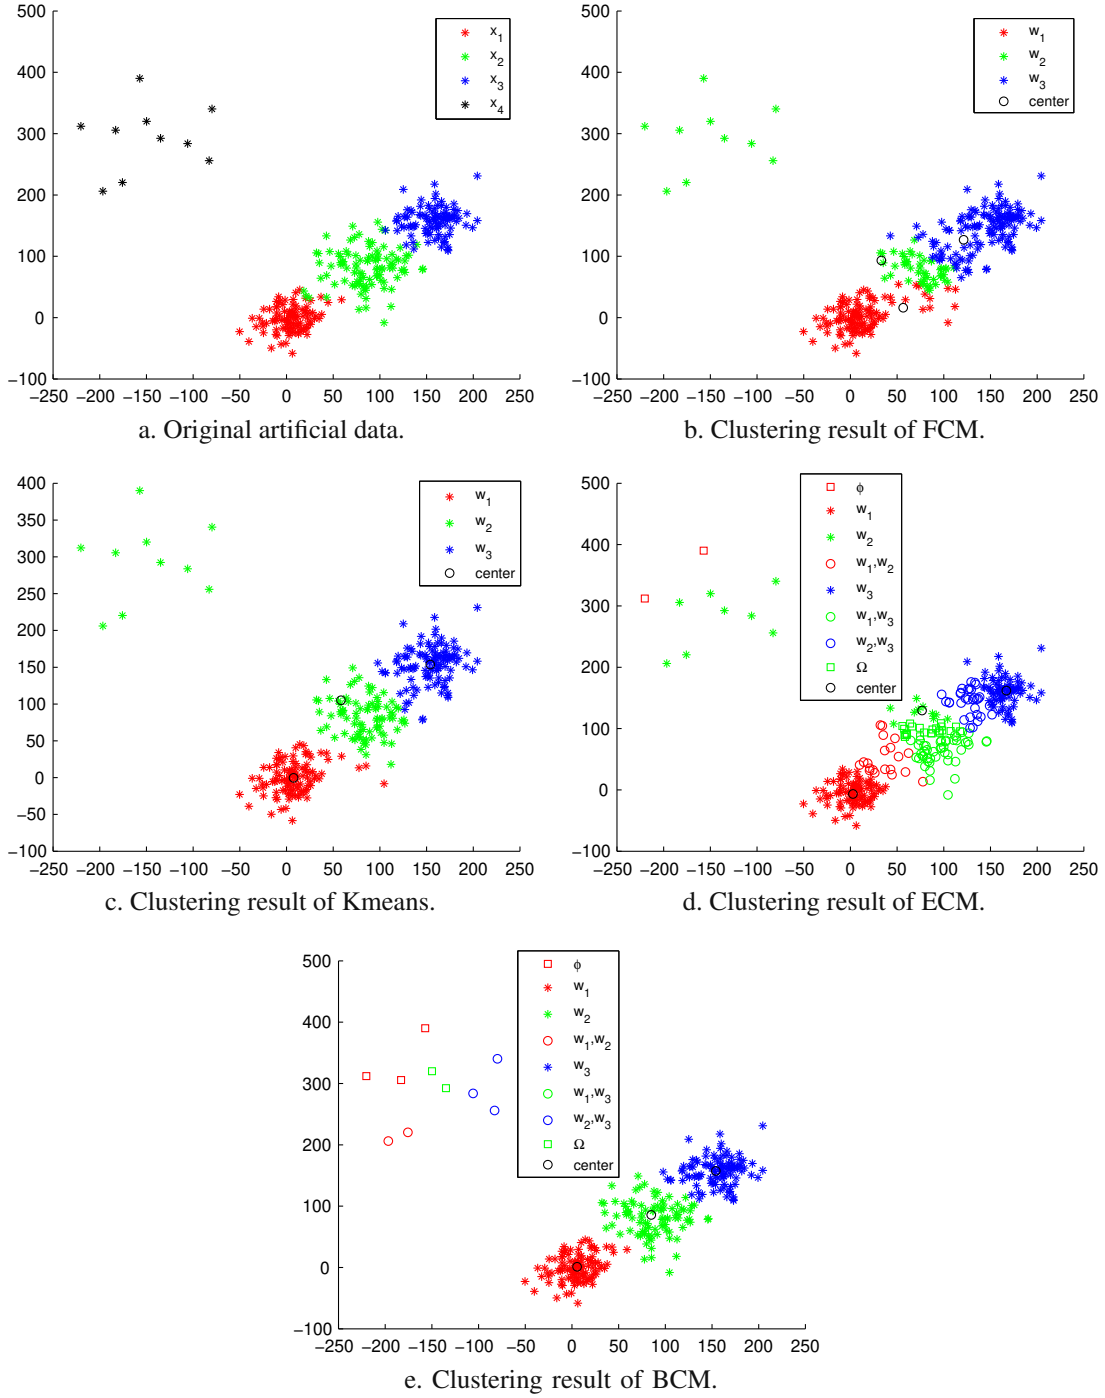 500
400
300
200
100
0
−100
−250 −200 −150 −100 −50 0 50 100 150 200 250
x1
x2
x3
x4
a. Original artificial data.
500
400
300
200
100
0
−100
−250 −200 −150 −100 −50 0 50 100 150 200 250
w1
w2
w3
center
b. Clustering result of FCM.
400
350
300
250
200
150
100
50
0
−50
−100
−250 −200 −150 −100 −50 0 50 100 150 200 250
w1
w2
w3
center
c. Clustering result of Kmeans.
500
400
300
200
100
0
−100
−250 −200 −150 −100 −50 0 50 100 150 200 250
ϕ
w1
w2
w1,w2
w3
w1,w3
w2,w3
Ω
center
d. Clustering result of ECM.
500
400
300
200
100
0
−100
−250 −200 −150 −100 −50 0 50 100 150 200 250
ϕ
w1
w2
w1,w2
w3
w1,w3
w2,w3
Ω
center
e. Clustering result of BCM.